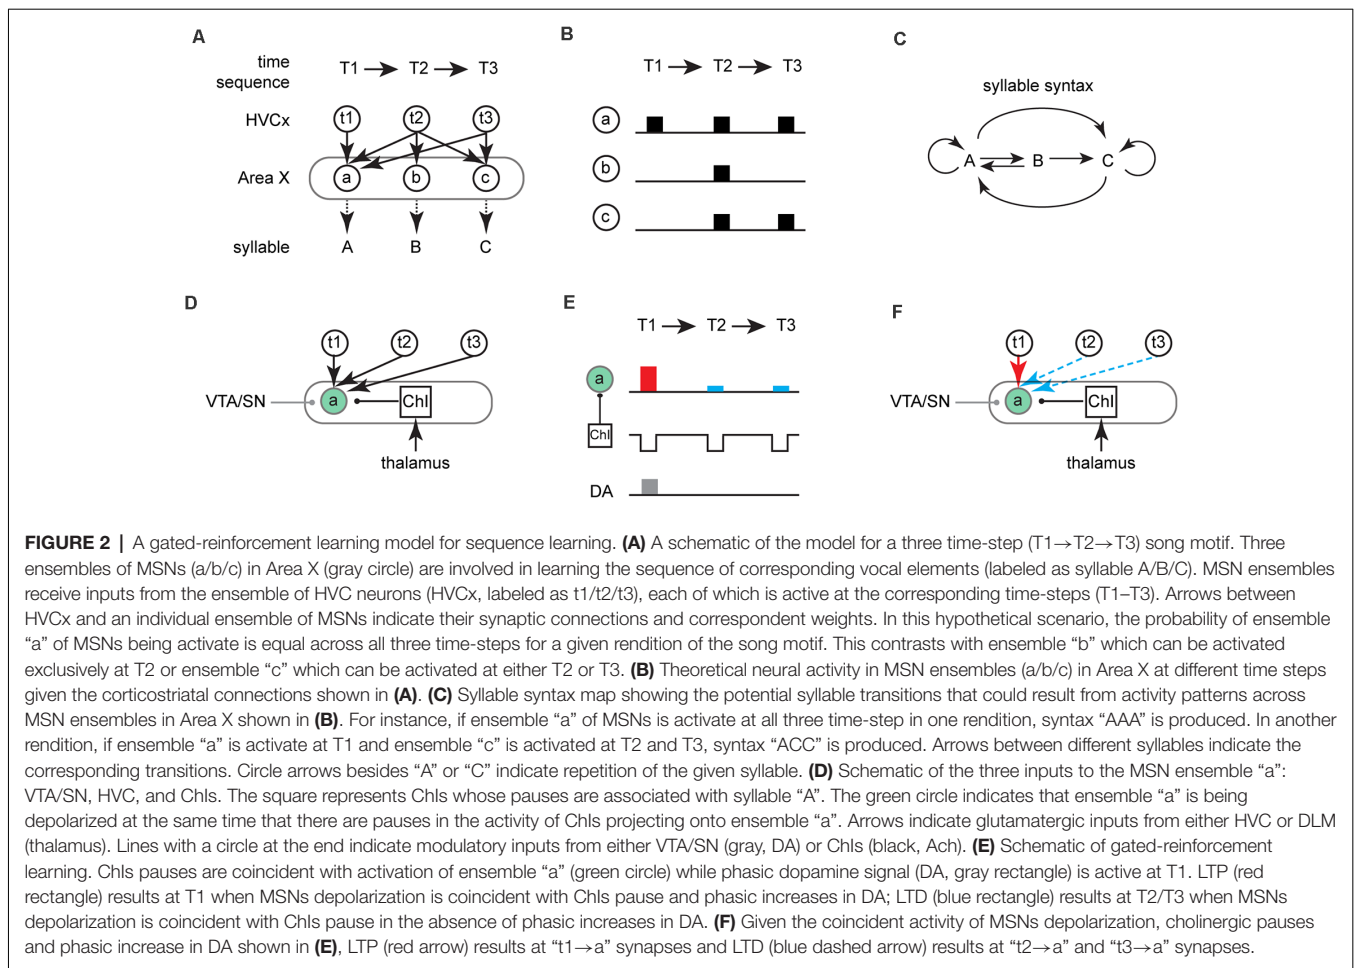 A
time
sequence
T1 T2 T3
HVCx
t1 t2 t3
Area X
a b c
syllable
A B C
B
T1 T2 T3
a
b
c
C
syllable syntax
A B C
D
t1 t2 t3
VTA/SN
a
ChI
thalamus
E
T1 T2 T3
a
ChI
DA
F
t1 t2 t3
VTA/SN
a
ChI
thalamus
FIGURE 2 | A gated-reinforcement learning model for sequence learning. (A) A schematic of the model for a three time-step (T1→T2→T3) song motif. Three
ensembles of MSNs (a/b/c) in Area X (gray circle) are involved in learning the sequence of corresponding vocal elements (labeled as syllable A/B/C). MSN ensembles
receive inputs from the ensemble of HVC neurons (HVCx, labeled as t1/t2/t3), each of which is active at the corresponding time-steps (T1–T3). Arrows between
HVCx and an individual ensemble of MSNs indicate their synaptic connections and correspondent weights. In this hypothetical scenario, the probability of ensemble
“a” of MSNs being activate is equal across all three time-steps for a given rendition of the song motif. This contrasts with ensemble “b” which can be activated
exclusively at T2 or ensemble “c” which can be activated at either T2 or T3. (B) Theoretical neural activity in MSN ensembles (a/b/c) in Area X at different time steps
given the corticostriatal connections shown in (A). (C) Syllable syntax map showing the potential syllable transitions that could result from activity patterns across
MSN ensembles in Area X shown in (B). For instance, if ensemble “a” of MSNs is activate at all three time-step in one rendition, syntax “AAA” is produced. In another
rendition, if ensemble “a” is activate at T1 and ensemble “c” is activated at T2 and T3, syntax “ACC” is produced. Arrows between different syllables indicate the
corresponding transitions. Circle arrows besides “A” or “C” indicate repetition of the given syllable. (D) Schematic of the three inputs to the MSN ensemble “a”:
VTA/SN, HVC, and ChIs. The square represents ChIs whose pauses are associated with syllable “A”. The green circle indicates that ensemble “a” is being
depolarized at the same time that there are pauses in the activity of ChIs projecting onto ensemble “a”. Arrows indicate glutamatergic inputs from either HVC or DLM
(thalamus). Lines with a circle at the end indicate modulatory inputs from either VTA/SN (gray, DA) or ChIs (black, Ach). (E) Schematic of gated-reinforcement
learning. ChIs pauses are coincident with activation of ensemble “a” (green circle) while phasic dopamine signal (DA, gray rectangle) is active at T1. LTP (red
rectangle) results at T1 when MSNs depolarization is coincident with ChIs pause and phasic increases in DA; LTD (blue rectangle) results at T2/T3 when MSNs
depolarization is coincident with ChIs pause in the absence of phasic increases in DA. (F) Given the coincident activity of MSNs depolarization, cholinergic pauses
and phasic increase in DA shown in (E), LTP (red arrow) results at “t1→a” synapses and LTD (blue dashed arrow) results at “t2→a” and “t3→a” synapses.